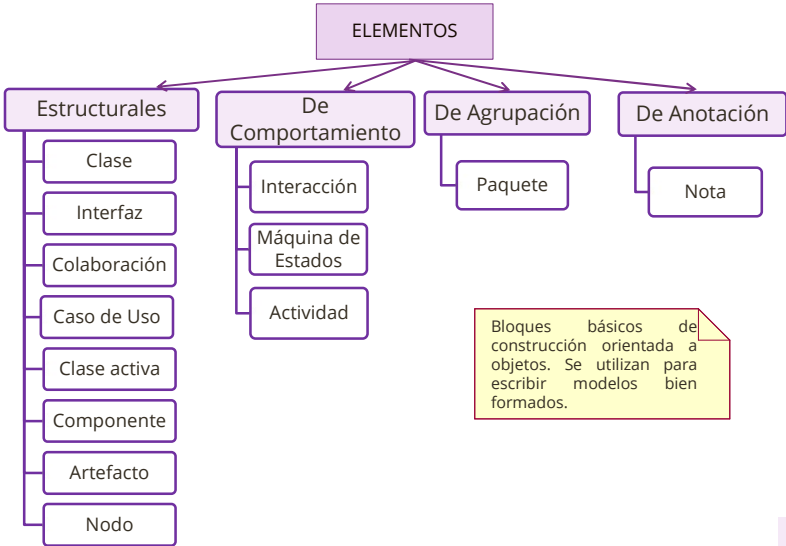 ELEMENTOS
Estructurales
Clase
Interfaz
Colaboración
Caso de Uso
Clase activa
Componente
Artefacto
Nodo
De
Comportamiento
Interacción
Máquina de
Estados
Actividad
De Agrupación
Paquete
De Anotación
Nota
Bloques básicos de
construcción orientada a
objetos. Se utilizan para
escribir modelos bien
formados.